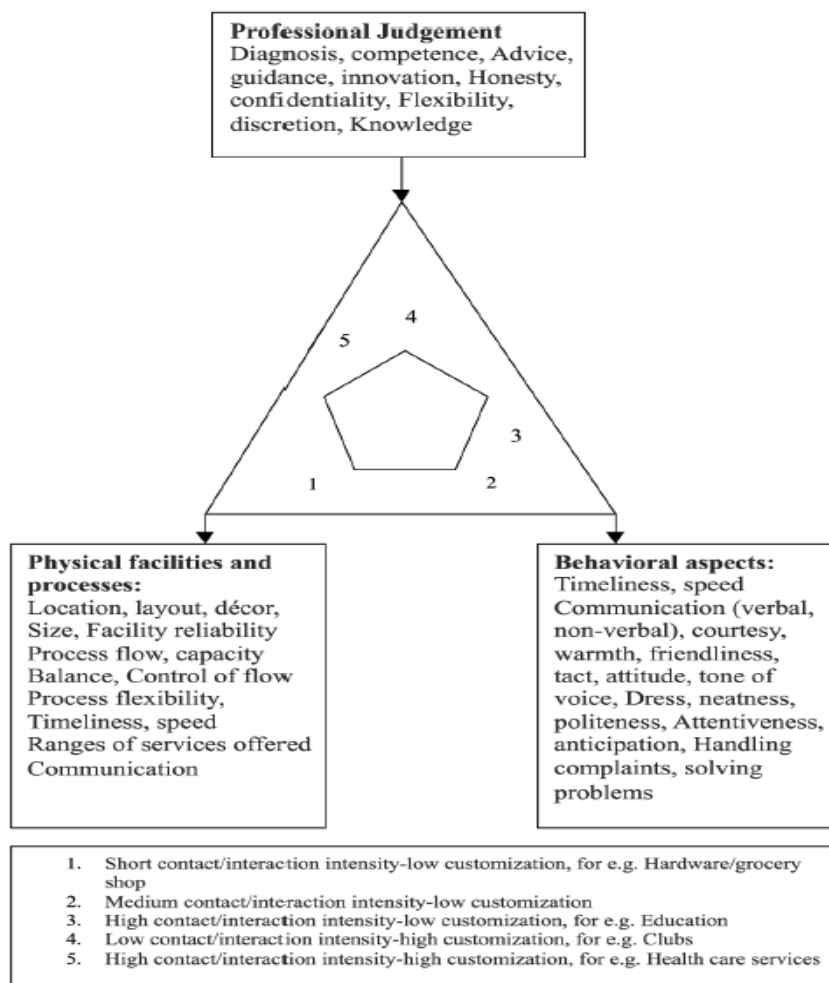 Professional Judgement
Diagnosis, competence, Advice,
guidance, innovation, Honesty,
confidentiality, Flexibility,
discretion, Knowledge
4
5
3
1
2
Physical facilities and
processes:
Location, layout, décor,
Size, Facility reliability
Process flow, capacity
Balance, Control of flow
Process flexibility,
Timeliness, speed
Ranges of services offered
Communication
Behavioral aspects:
Timeliness, speed
Communication (verbal,
non-verbal), courtesy,
warmth, friendliness,
tact, attitude, tone of
voice, Dress, neatness,
politeness, Attentiveness,
anticipation, Handling
complaints, solving
problems
1. Short contact/interaction intensity-low customization, for e.g. Hardware/grocery
shop
2. Medium contact/interaction intensity-low customization
3. High contact/interaction intensity-low customization, for e.g. Education
4. Low contact/interaction intensity-high customization, for e.g. Clubs
5. High contact/interaction intensity-high customization, for e.g. Health care services